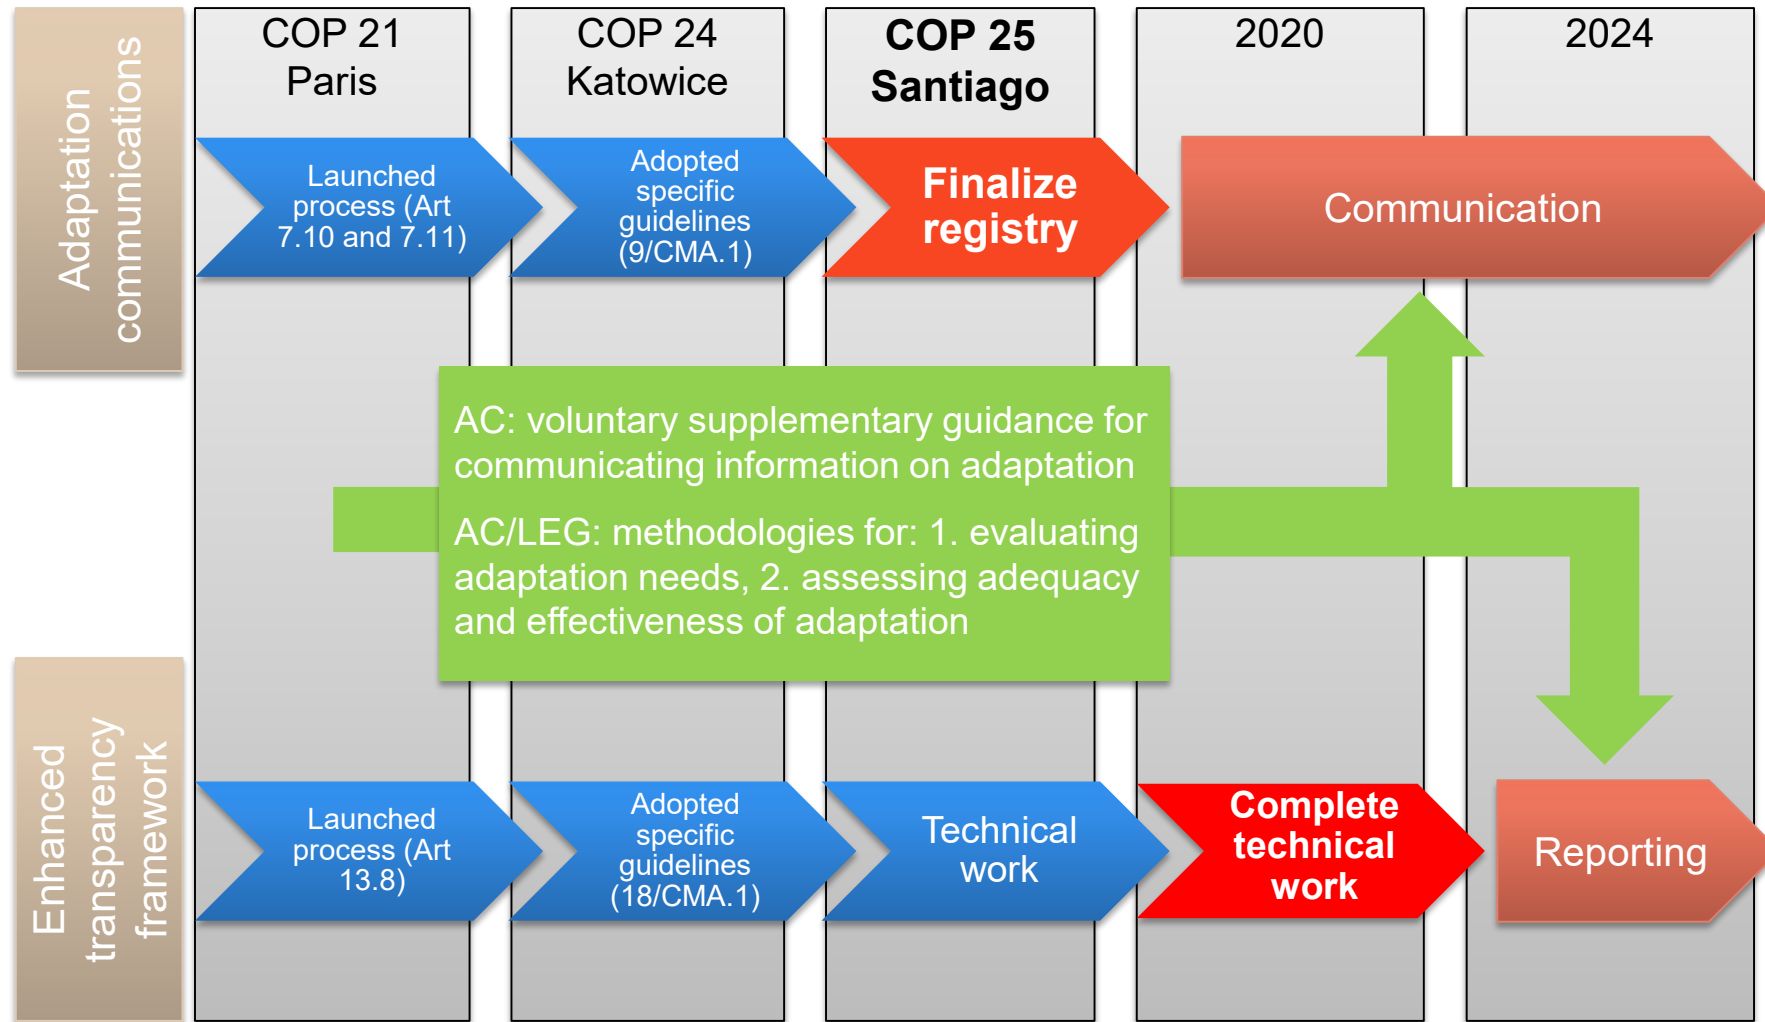 COP 21
Paris
COP 24
Katowice
COP 25
Santiago
2020
2024
Adaptation
communications
Launched
process (Art
7.10 and 7.11)
Adopted
specific
guidelines
(9/CMA.1)
Finalize
registry
Communication
AC: voluntary supplementary guidance for
communicating information on adaptation
AC/LEG: methodologies for: 1. evaluating
adaptation needs, 2. assessing adequacy
and effectiveness of adaptation
Enhanced
transparency
framework
Launched
process (Art
13.8)
Adopted
specific
guidelines
(18/CMA.1)
Technical
work
Complete
technical
work
Reporting